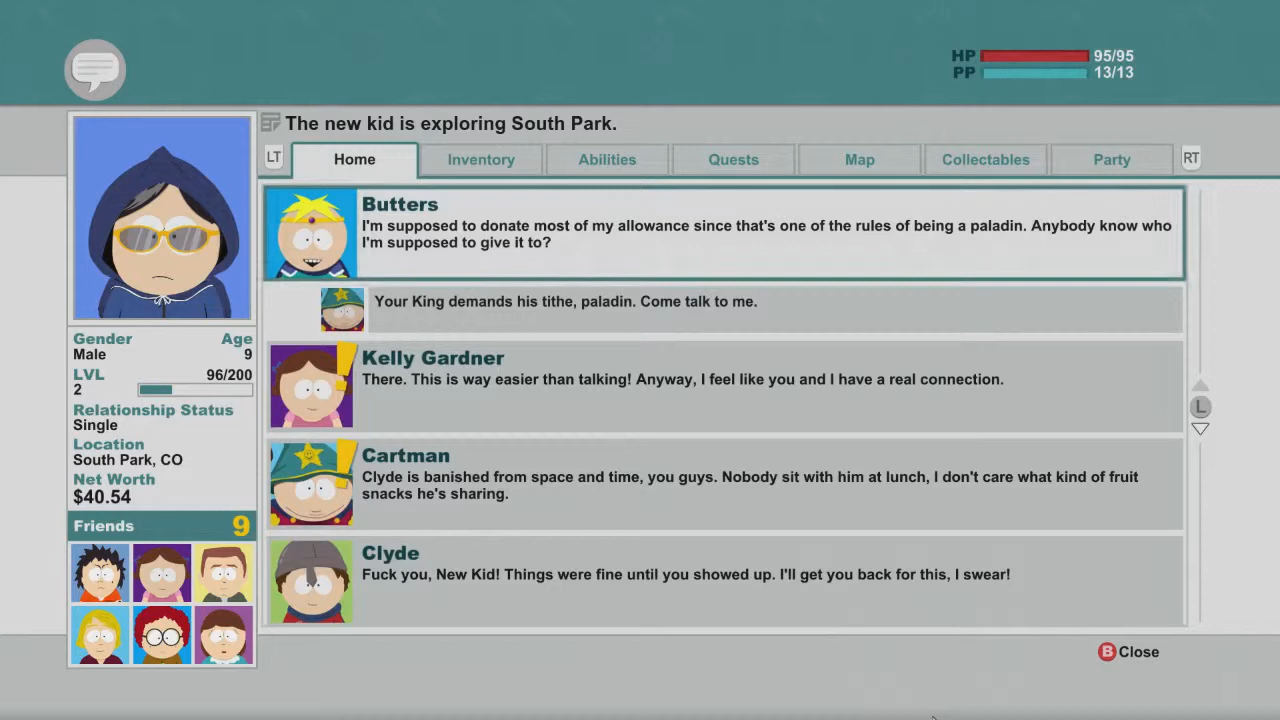 HP 95/95
PP 13/13
The new kid is exploring South Park.
LT Home Inventory Abilities Quests Map Collectables Party RT
Butters
I'm supposed to donate most of my allowance since that's one of the rules of being a paladin. Anybody know who
I'm supposed to give it to?
Your King demands his tithe, paladin. Come talk to me.
Kelly Gardner
There. This is way easier than talking! Anyway, I feel like you and I have a real connection.
Cartman
Clyde is banished from space and time, you guys. Nobody sit with him at lunch, I don't care what kind of fruit
snacks he's sharing.
Clyde
Fuck you, New Kid! Things were fine until you showed up. I'll get you back for this, I swear!
Gender Age
Male 9
LVL 96/200
2
Relationship Status
Single
Location
South Park, CO
Net Worth
$40.54
Friends 9
L
B Close